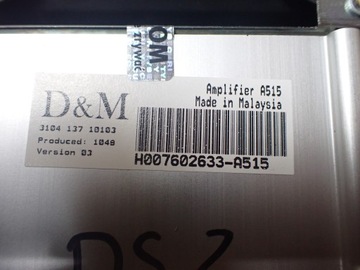 D&M
3104 137 10103
Produced: 1048
Version 03
Amplifier A515
Made in Malaysia
H007602633-A515